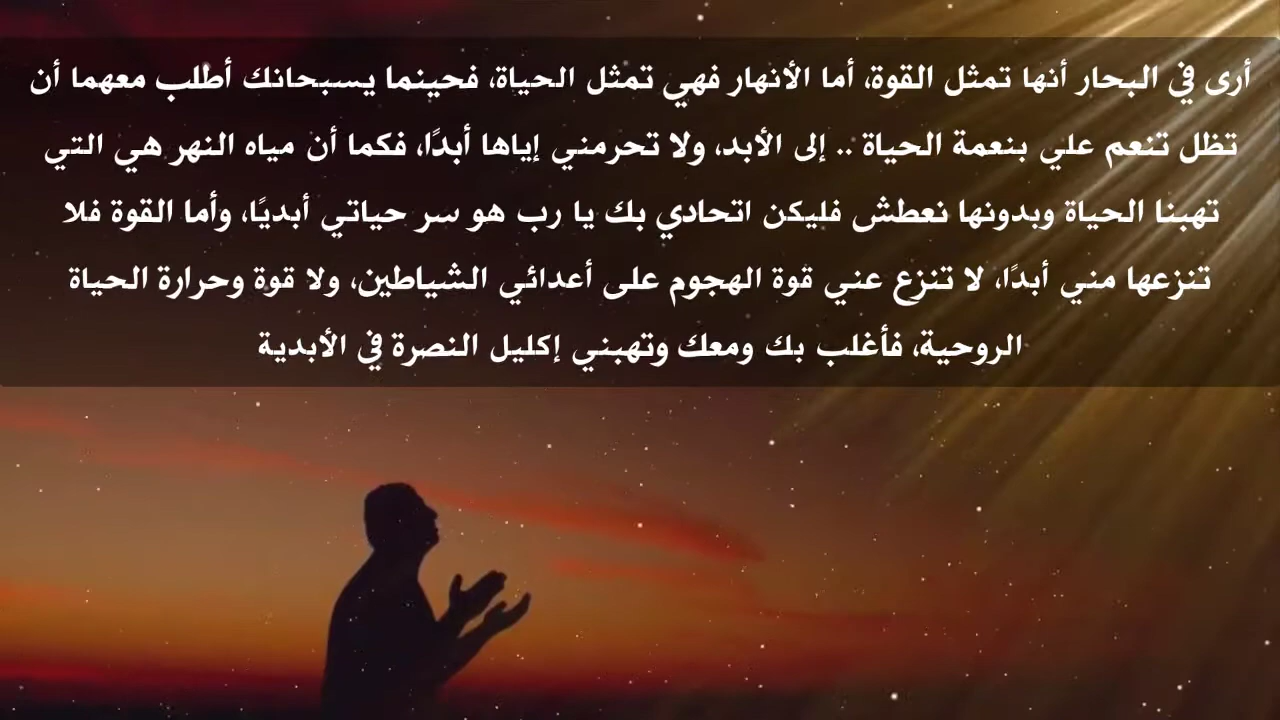 أرى في البحار أنها تمثل القوة، أما الأنهار فهي تمثل الحياة، فحينما يسبحانك أطلب معهما أن
تظل تنعم علي بنعمة الحياة .. إلى الأبد، ولا تحرمني إياها أبدًا، فكما أن مياه النهر هي التي
تهبنا الحياة وبدونها نعطش فليكن اتحادي بك يا رب هو سر حياتي أبديًا، وأما القوة فلا
تنزعها مني أبدًا، لا تنزع عني قوة الهجوم على أعدائي الشياطين، ولا قوة وحرارة الحياة
الروحية، فأغلب بك ومعك وتهبني إكليل النصرة في الأبدية